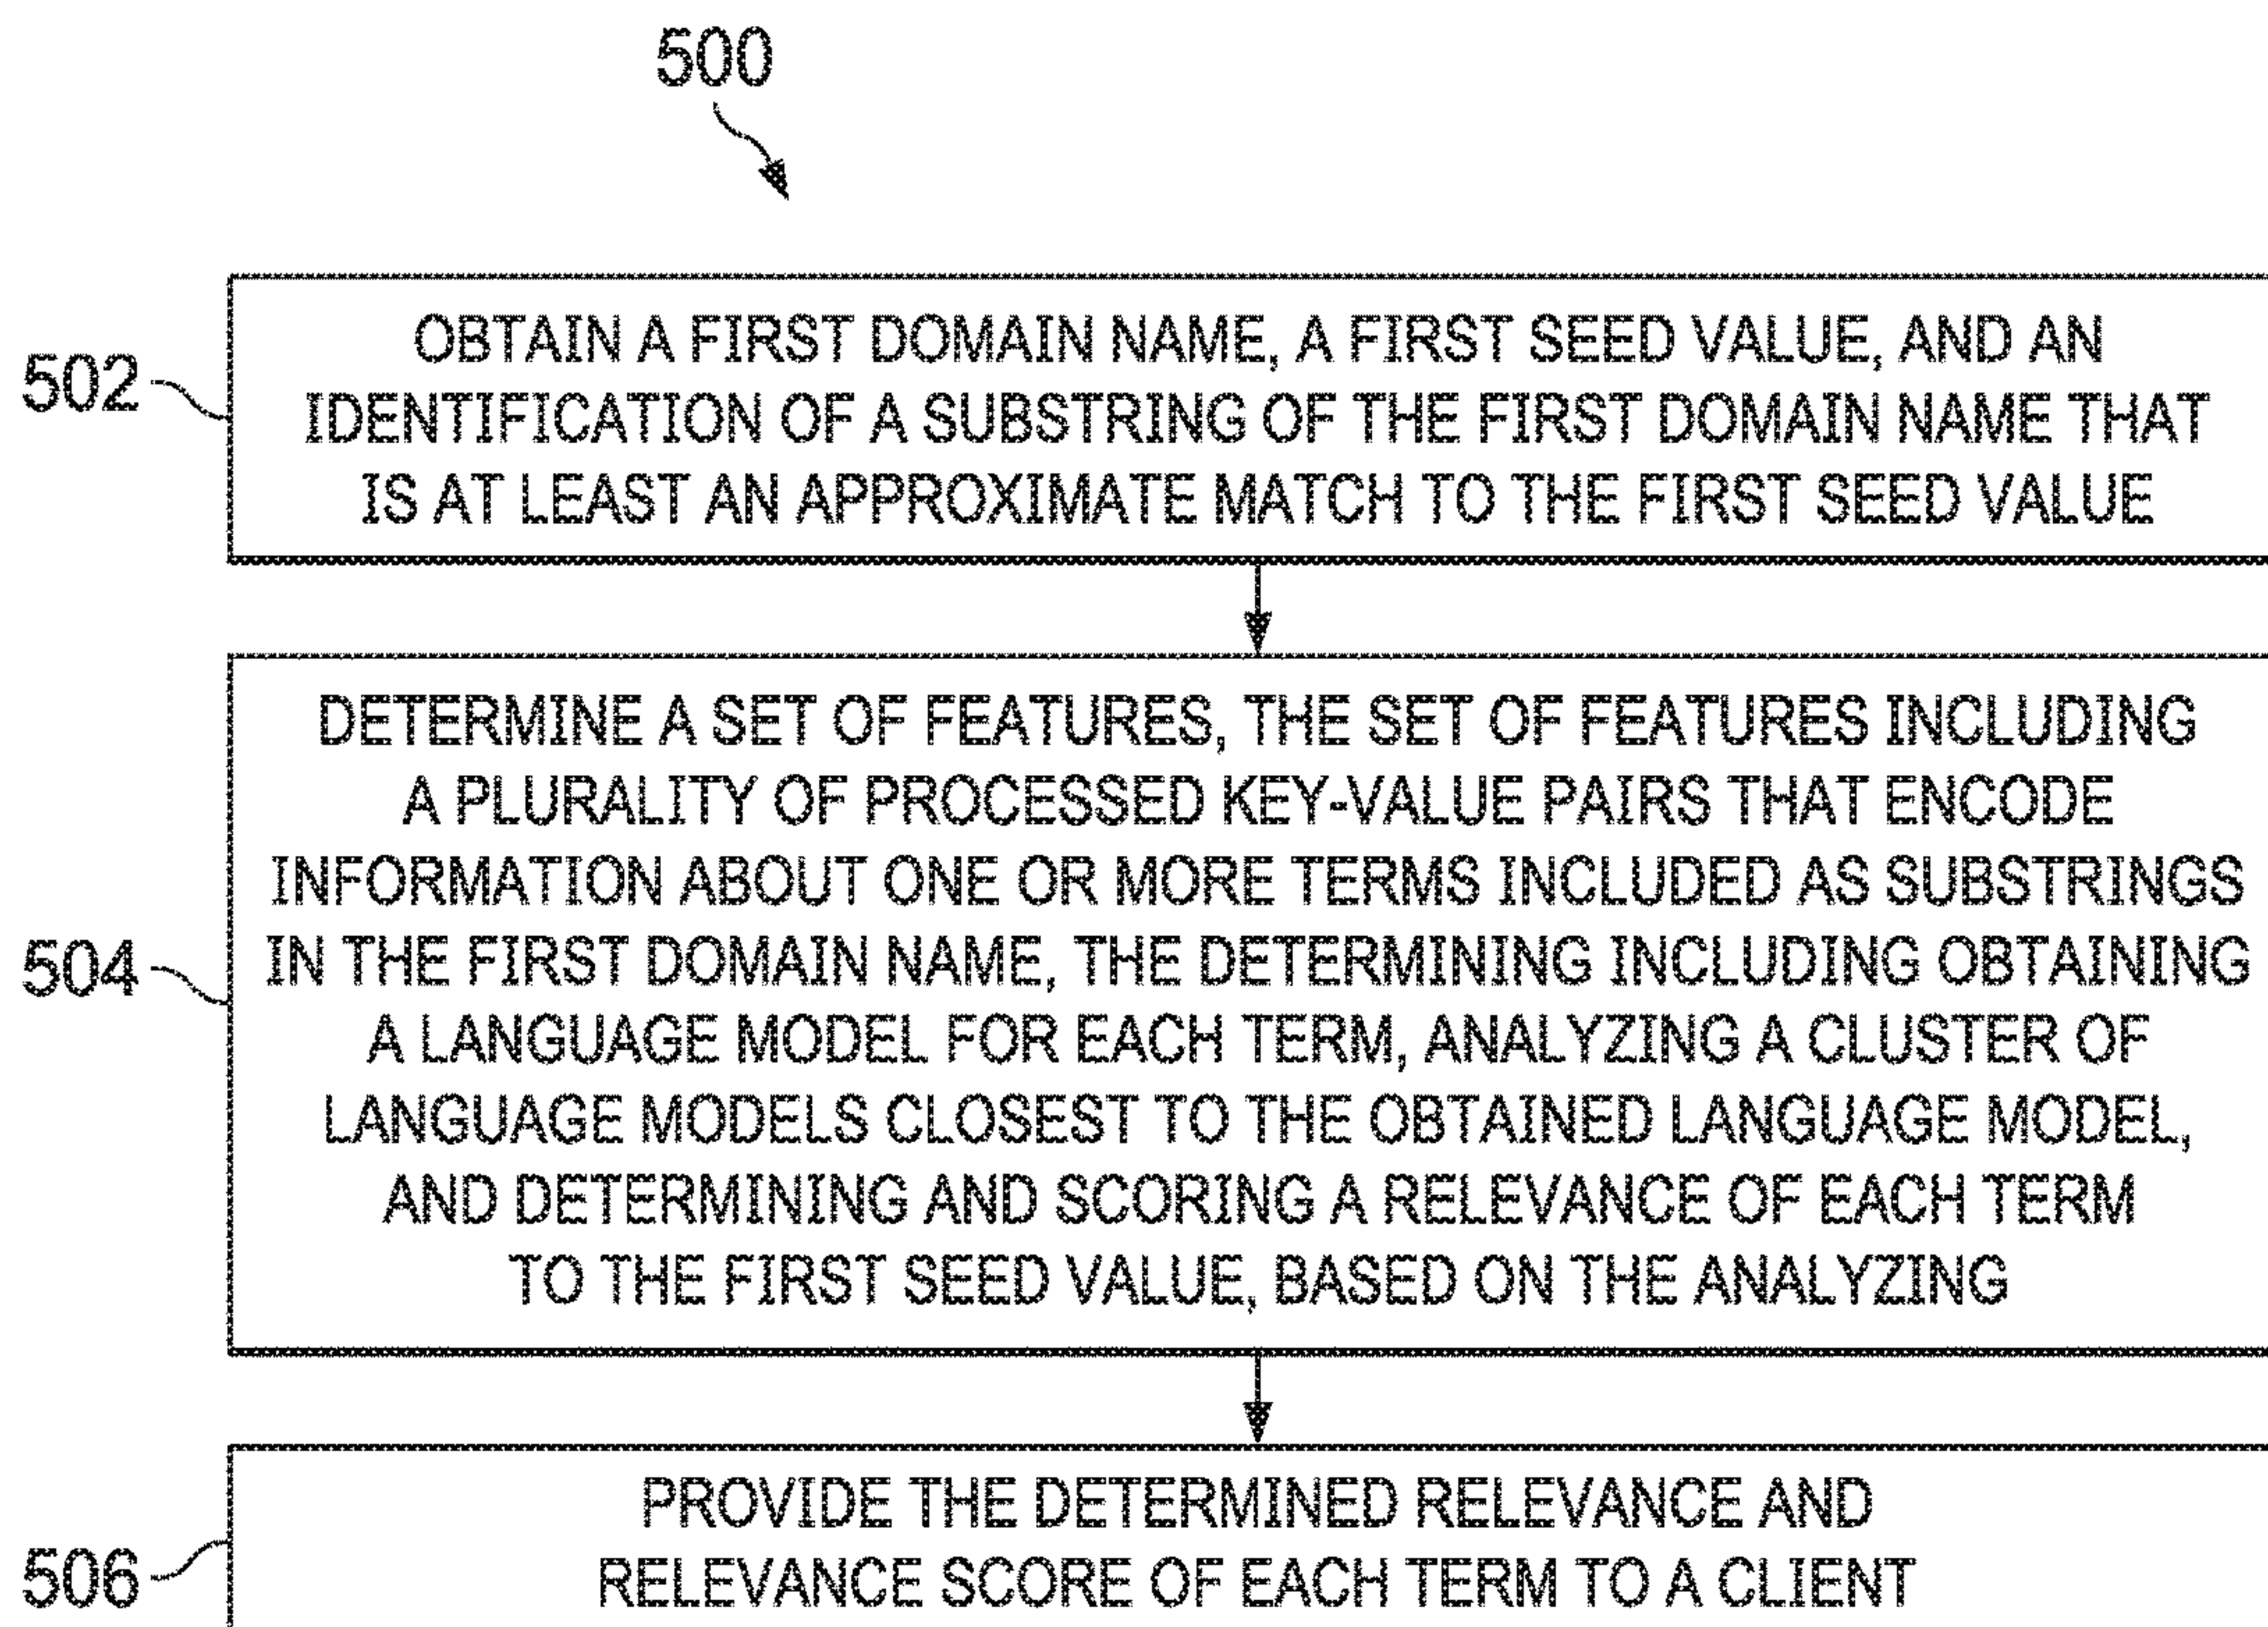 500
502
OBTAIN A FIRST DOMAIN NAME, A FIRST SEED VALUE, AND AN
IDENTIFICATION OF A SUBSTRING OF THE FIRST DOMAIN NAME THAT
IS AT LEAST AN APPROXIMATE MATCH TO THE FIRST SEED VALUE
504
DETERMINE A SET OF FEATURES, THE SET OF FEATURES INCLUDING
A PLURALITY OF PROCESSED KEY-VALUE PAIRS THAT ENCODE
INFORMATION ABOUT ONE OR MORE TERMS INCLUDED AS SUBSTRINGS
IN THE FIRST DOMAIN NAME, THE DETERMINING INCLUDING OBTAINING
A LANGUAGE MODEL FOR EACH TERM, ANALYZING A CLUSTER OF
LANGUAGE MODELS CLOSEST TO THE OBTAINED LANGUAGE MODEL,
AND DETERMINING AND SCORING A RELEVANCE OF EACH TERM
TO THE FIRST SEED VALUE, BASED ON THE ANALYZING
506
PROVIDE THE DETERMINED RELEVANCE AND
RELEVANCE SCORE OF EACH TERM TO A CLIENT